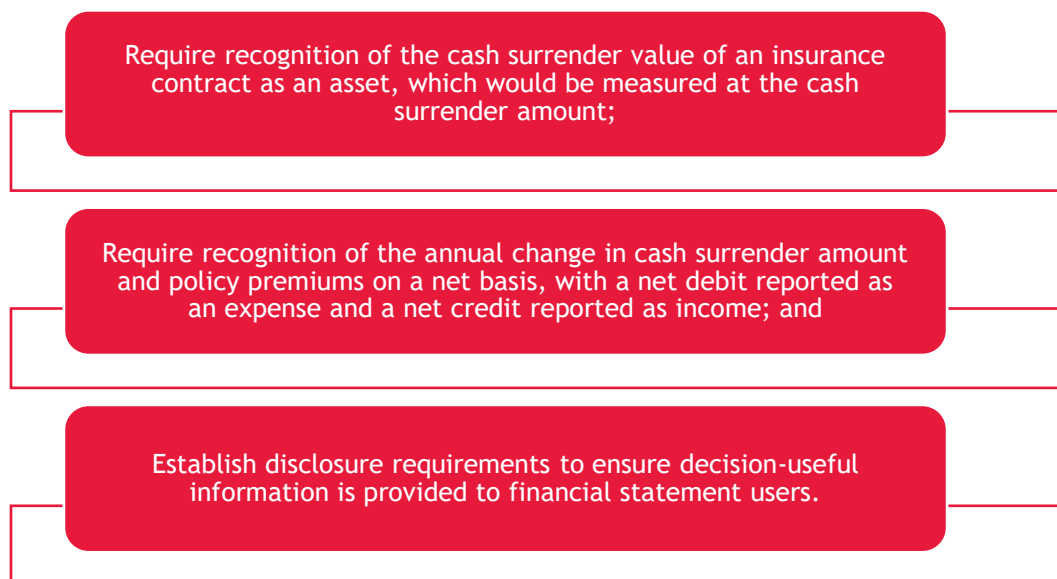 Require recognition of the cash surrender value of an insurance
contract as an asset, which would be measured at the cash
surrender amount;
Require recognition of the annual change in cash surrender amount
and policy premiums on a net basis, with a net debit reported as
an expense and a net credit reported as income; and
Establish disclosure requirements to ensure decision-useful
information is provided to financial statement users.